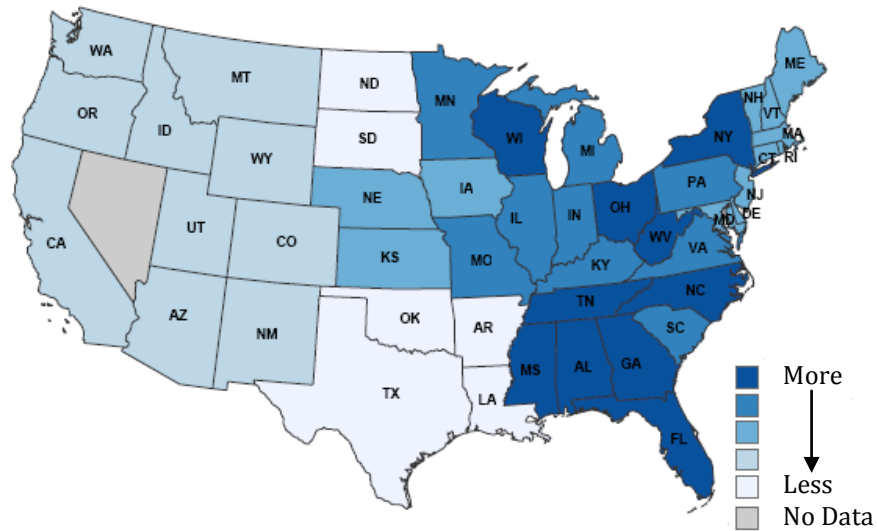 WA
MT
ND
MN
ME
OR
ID
SD
WI
MI
NY
NH
VT
MA
CT
RI
WY
NE
IA
PA
NJ
CA
UT
CO
KS
IL
IN
OH
MD
DE
WV
VA
MO
KY
AZ
NM
OK
AR
TN
NC
SC
TX
LA
MS
AL
GA
FL
More
Less
No Data